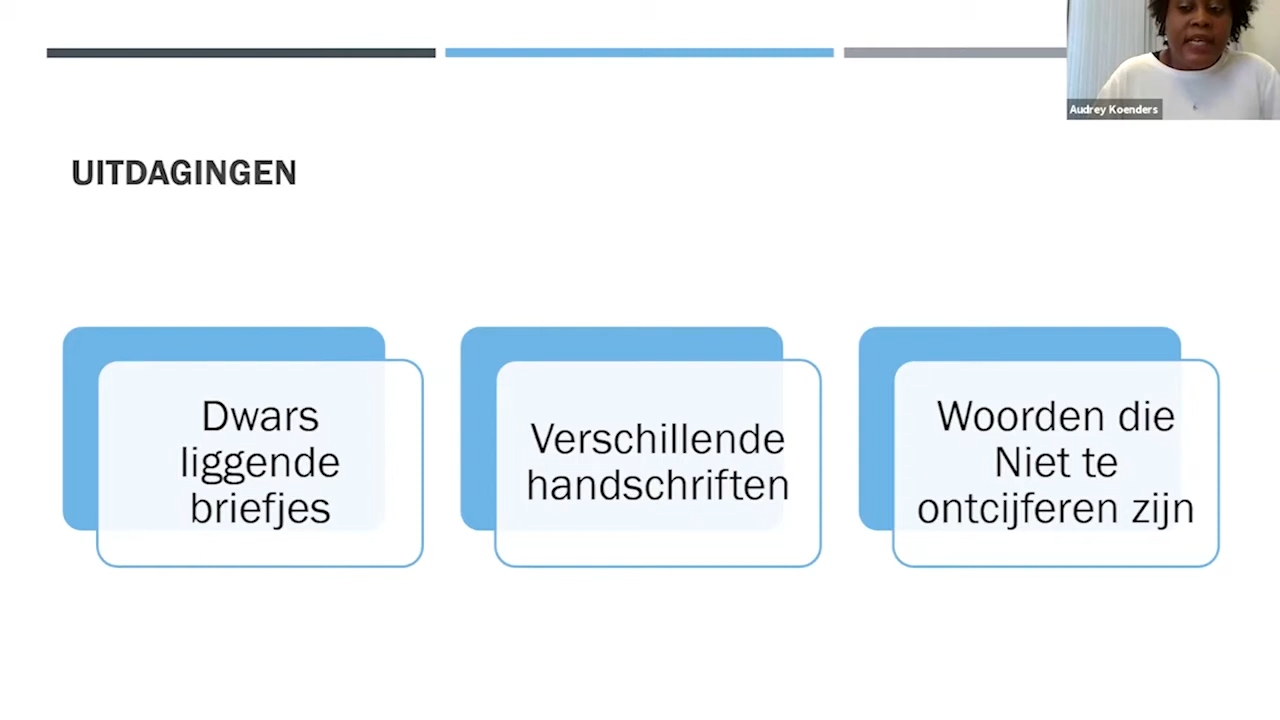 Audrey Koenders
UITDAGINGEN
Dwars
liggende
briefjes
Verschillende
handschriften
Woorden die
Niet te
ontcijferen zijn